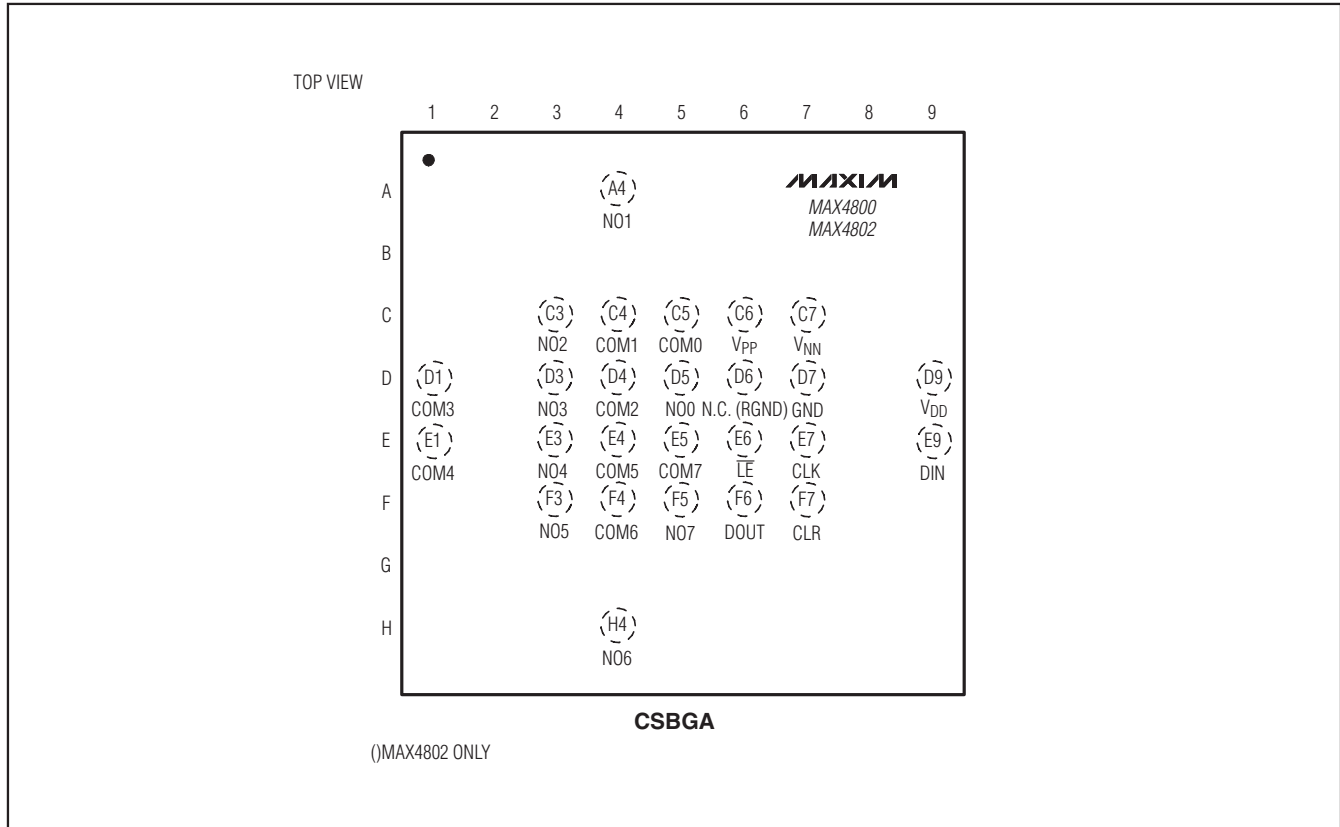 TOP VIEW
1 2 3 4 5 6 7 8 9
A A4 MAXIM
NO1 MAX4800
MAX4802
B
C C3 C4 C5 C6 C7
NO2 COM1 COM0 VPP VNN
D D1 D3 D4 D5 D6 D7 D9
COM3 NO3 COM2 NO0 N.C. (RGND) GND VDD
E E1 E3 E4 E5 E6 E7 E9
COM4 NO4 COM5 COM7 L̅E̅ CLK DIN
F F3 F4 F5 F6 F7
NO5 COM6 NO7 DOUT CLR
G
H H4
NO6
CSBGA
()MAX4802 ONLY